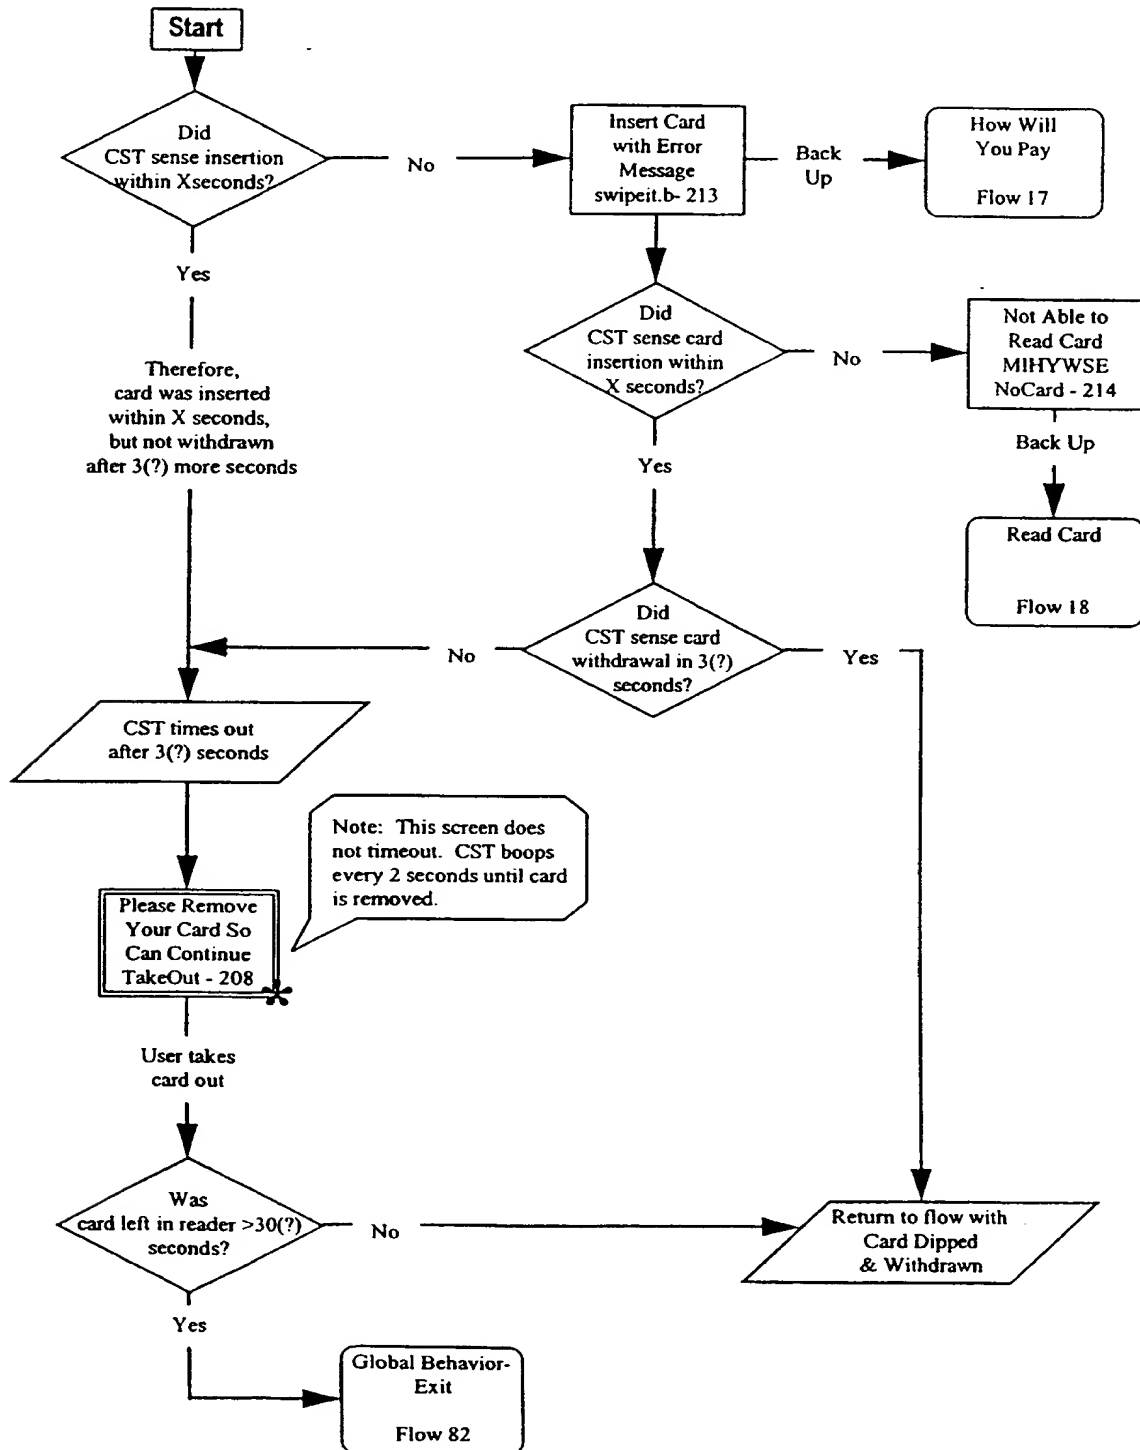 Start
Did
CST sense insertion
within Xseconds?
No
Insert Card
with Error
Message
swipeit.b- 213
Back
Up
How Will
You Pay
Flow 17
Yes
Therefore,
card was inserted
within X seconds,
but not withdrawn
after 3(?) more seconds
Did
CST sense card
insertion within
X seconds?
No
Not Able to
Read Card
MIHYWSE
NoCard - 214
Back Up
Read Card
Flow 18
Yes
Did
CST sense card
withdrawal in 3(?)
seconds?
No
Yes
CST times out
after 3(?) seconds
Note: This screen does
not timeout. CST boops
every 2 seconds until card
is removed.
Please Remove
Your Card So
Can Continue
TakeOut - 208
User takes
card out
Was
card left in reader >30(?)
seconds?
No
Return to flow with
Card Dipped
& Withdrawn
Yes
Global Behavior-
Exit
Flow 82